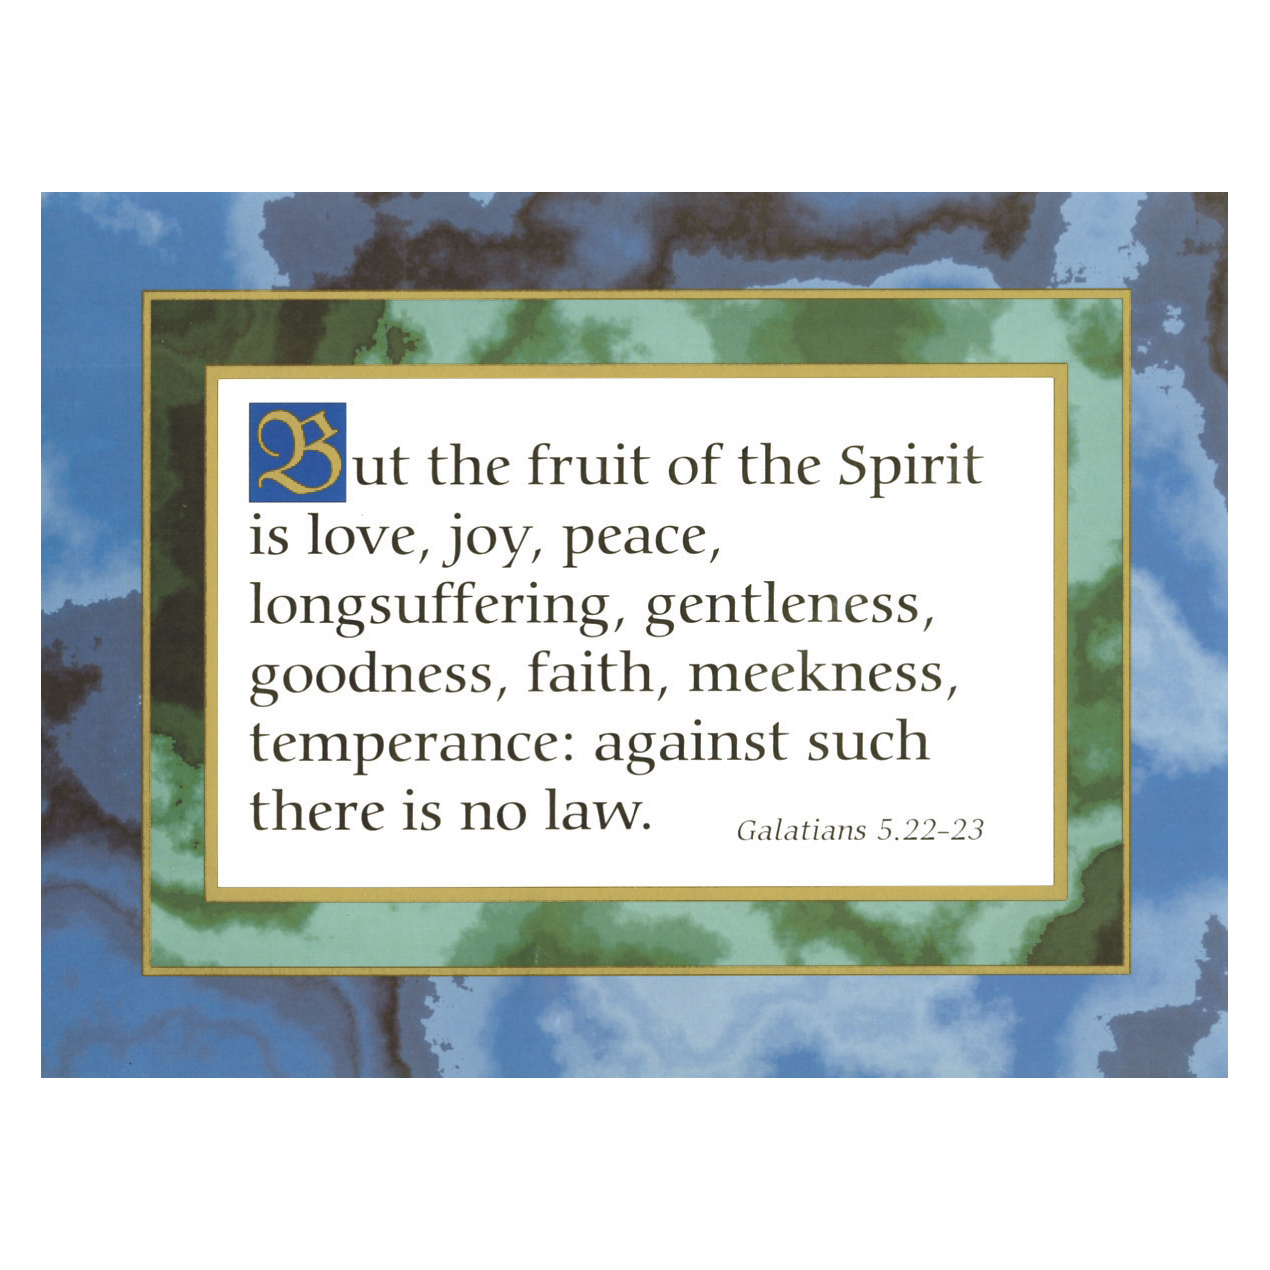 But the fruit of the Spirit
is love, joy, peace,
longsuffering, gentleness,
goodness, faith, meekness,
temperance: against such
there is no law.
Galatians 5.22-23